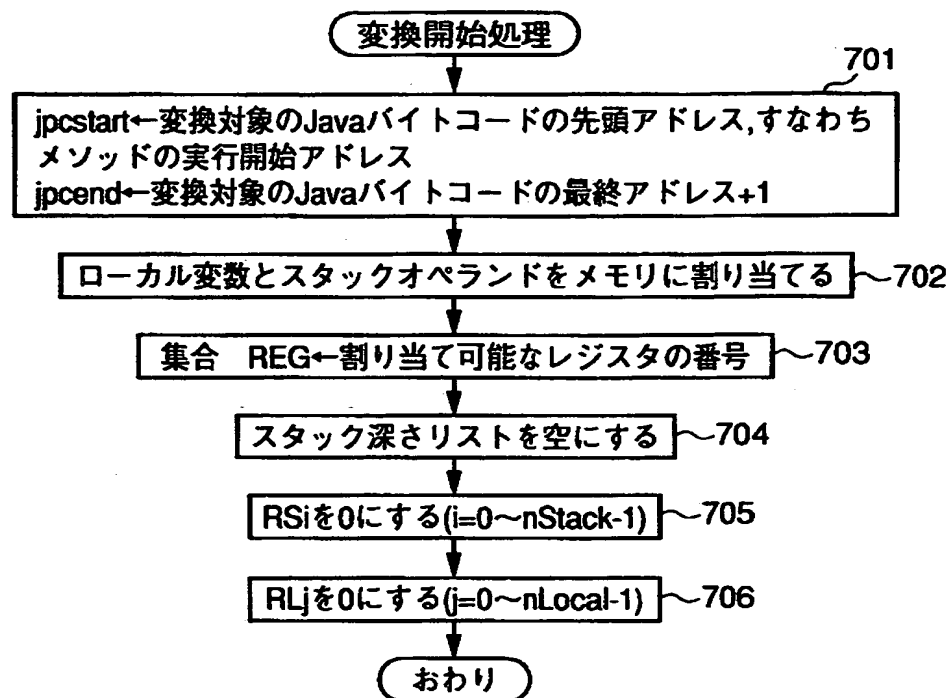 変換開始処理
701
jpcstart←変換対象のJavaバイトコードの先頭アドレス,すなわち
メソッドの実行開始アドレス
jpcend←変換対象のJavaバイトコードの最終アドレス+1
ローカル変数とスタックオペランドをメモリに割り当てる 702
集合 REG←割り当て可能なレジスタの番号 703
スタック深さリストを空にする 704
RSiを0にする(i=0~nStack-1) 705
RLjを0にする(j=0~nLocal-1) 706
おわり